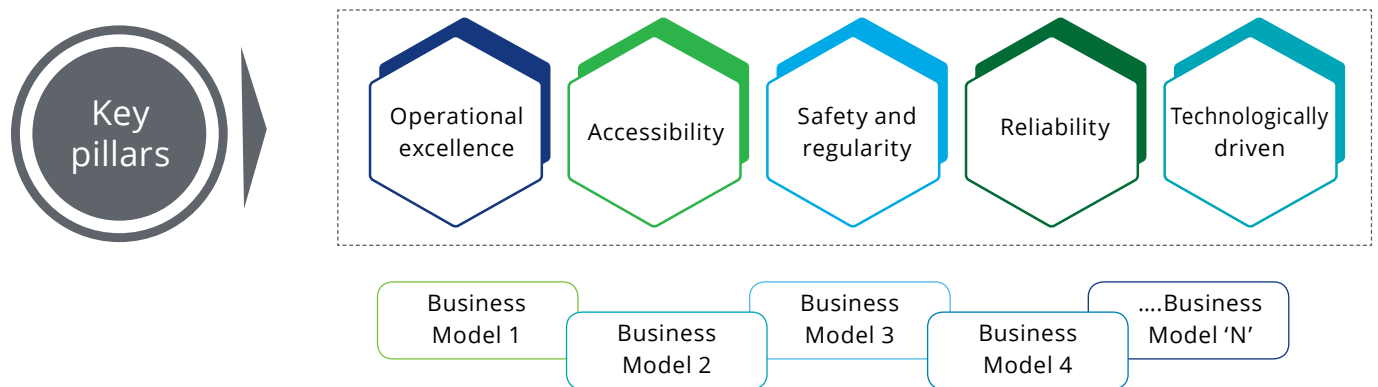 Key
pillars
Operational
excellence
Accessibility
Safety and
regularity
Reliability
Technologically
driven
Business
Model 1
Business
Model 2
Business
Model 3
Business
Model 4
....Business
Model ‘N’